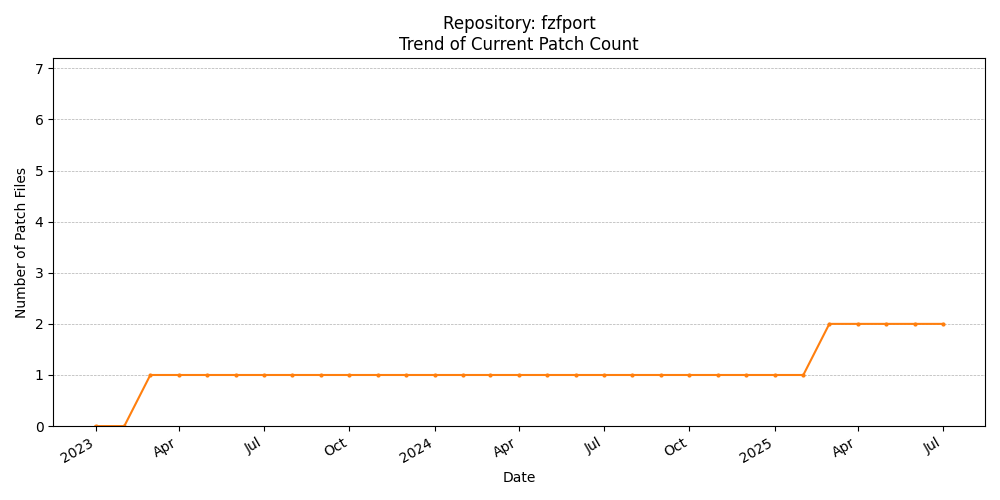 Repository: fzfport
Trend of Current Patch Count
Number of Patch Files
7
6
5
4
3
2
1
0
2023
Apr
Jul
Oct
2024
Apr
Jul
Oct
2025
Apr
Jul
Date